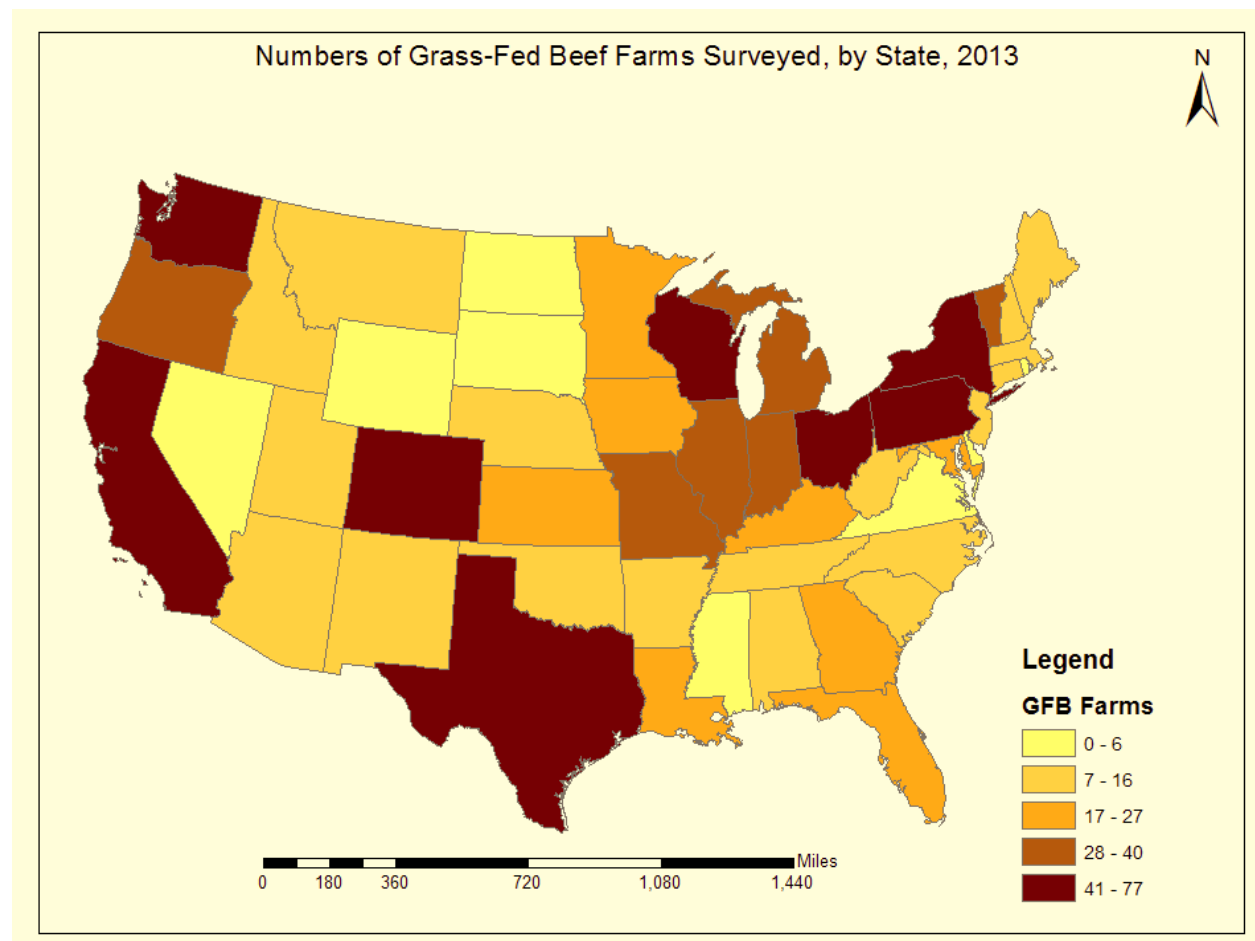 Numbers of Grass-Fed Beef Farms Surveyed, by State, 2013
N
Legend
GFB Farms
0 - 6
7 - 16
17 - 27
28 - 40
41 - 77
Miles
0 180 360 720 1,080 1,440